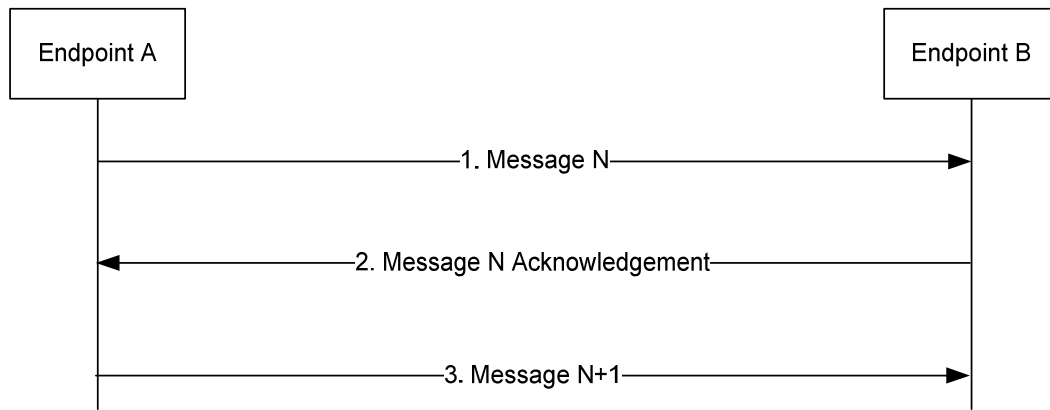 Endpoint A
Endpoint B
1. Message N
2. Message N Acknowledgement
3. Message N+1